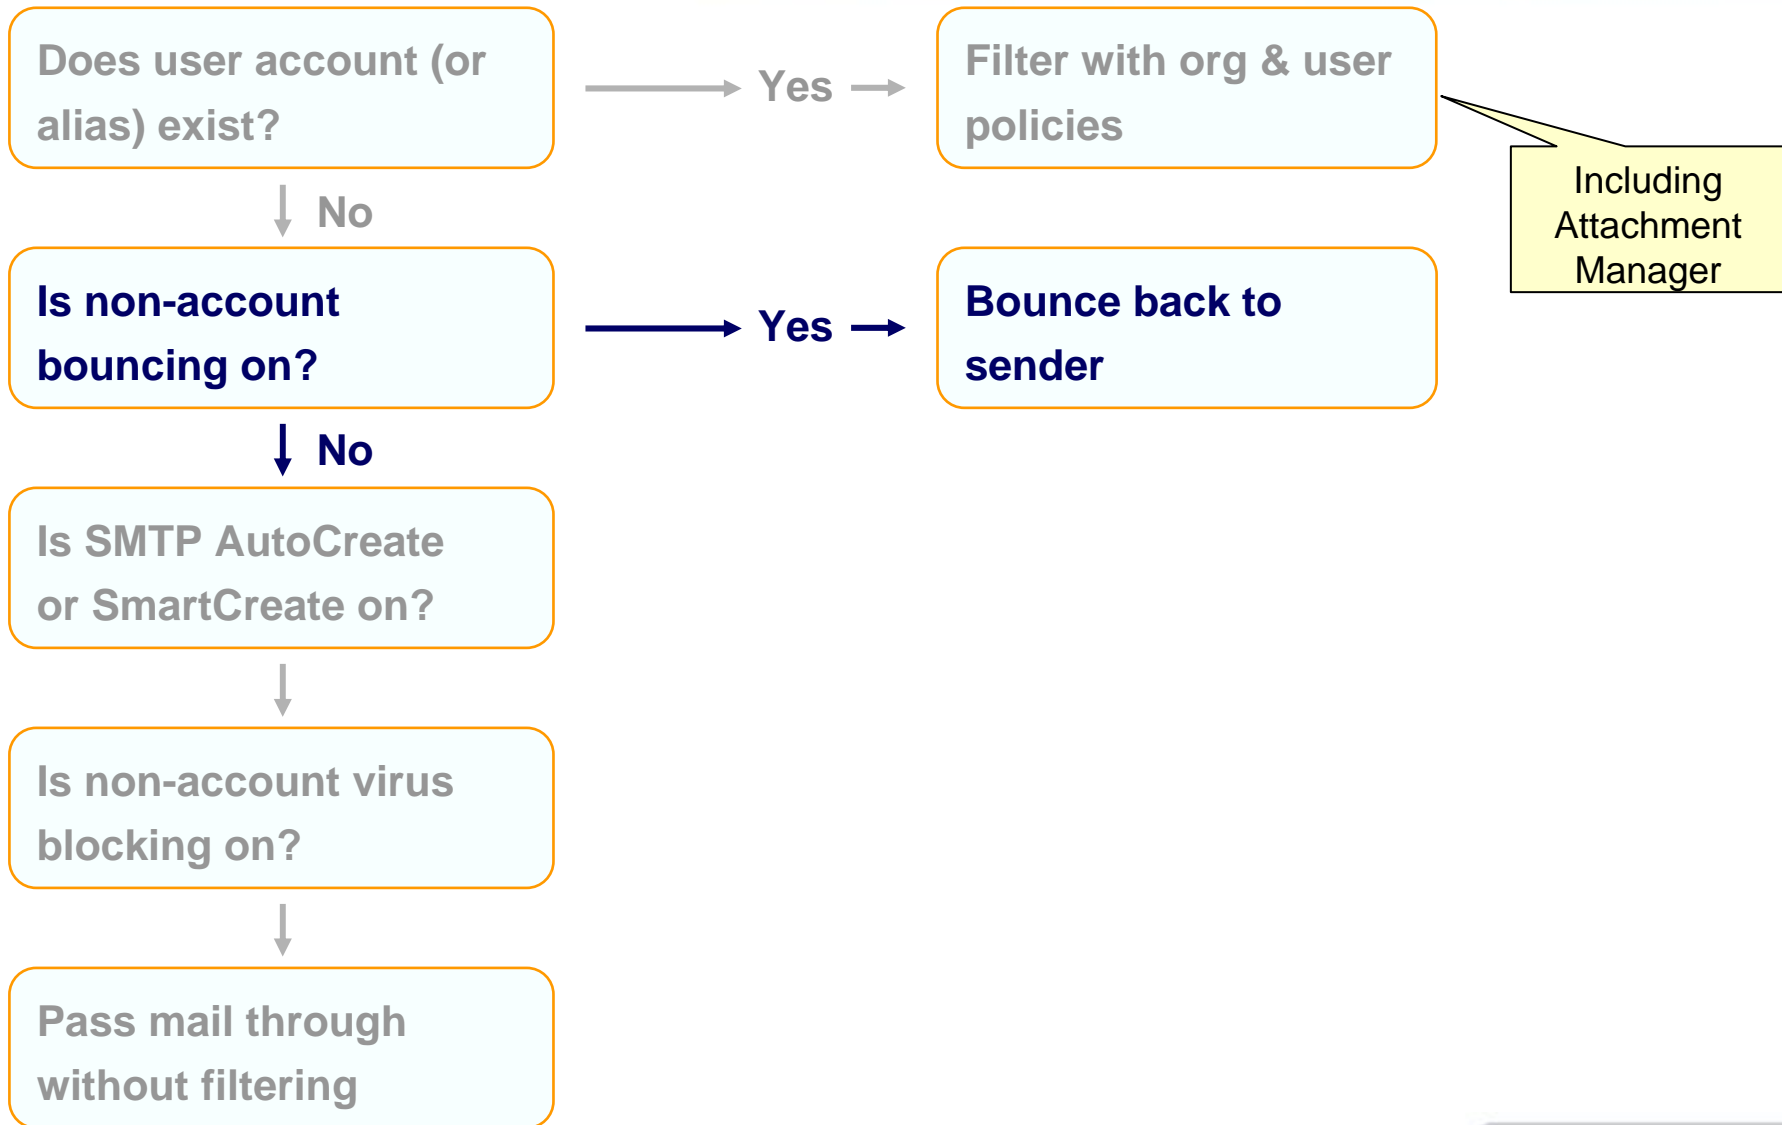 Does user account (or
alias) exist?
Yes
Filter with org & user
policies
Including
Attachment
Manager
No
Is non-account
bouncing on?
Yes
Bounce back to
sender
No
Is SMTP AutoCreate
or SmartCreate on?
Is non-account virus
blocking on?
Pass mail through
without filtering